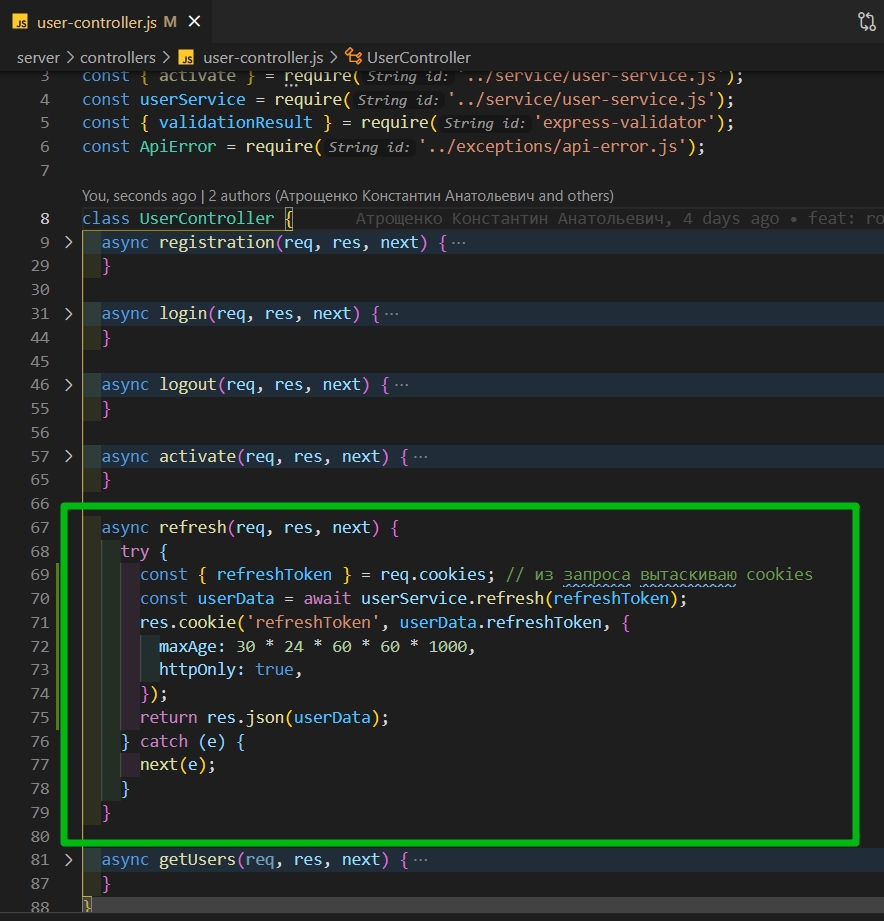 JS user-controller.js M ×
server > controllers > JS user-controller.js > UserController
3 const { activate } = require( String id: '../service/user-service.js');
4 const userService = require( String id: '../service/user-service.js');
5 const { validationResult } = require( String id: 'express-validator');
6 const ApiError = require( String id: '../exceptions/api-error.js');
7
You, seconds ago | 2 authors (Атрощенко Константин Анатольевич and others)
8 class UserController { Атрощенко Константин Анатольевич, 4 days ago • feat: ro
9 > async registration(req, res, next) { ···
29 }
30
31 > async login(req, res, next) { ···
44 }
45
46 > async logout(req, res, next) { ···
55 }
56
57 > async activate(req, res, next) { ···
65 }
66
67 async refresh(req, res, next) {
68 try {
69 const { refreshToken } = req.cookies; // из запроса вытаскиваю cookies
70 const userData = await userService.refresh(refreshToken);
71 res.cookie('refreshToken', userData.refreshToken, {
72 maxAge: 30 * 24 * 60 * 60 * 1000,
73 httpOnly: true,
74 });
75 return res.json(userData);
76 } catch (e) {
77 next(e);
78 }
79 }
80
81 > async getUsers(req, res, next) { ···
87 }
88 }